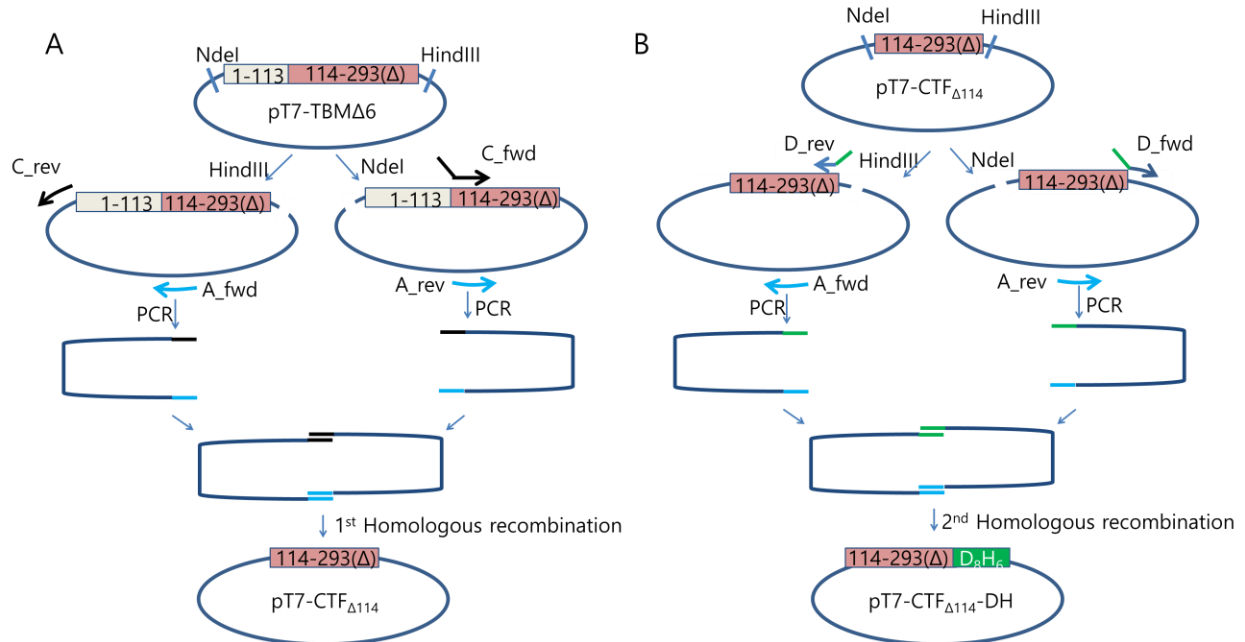 A
NdeI
HindIII
1-113
114-293(Δ)
pT7-TBMΔ6
C_rev
HindIII
NdeI
C_fwd
1-113
114-293(Δ)
1-113
114-293(Δ)
A_fwd
A_rev
PCR
PCR
1st Homologous recombination
114-293(Δ)
pT7-CTFΔ114
B
NdeI
HindIII
114-293(Δ)
pT7-CTFΔ114
D_rev
HindIII
NdeI
D_fwd
114-293(Δ)
114-293(Δ)
A_fwd
A_rev
PCR
PCR
2nd Homologous recombination
114-293(Δ)
D8H6
pT7-CTFΔ114-DH